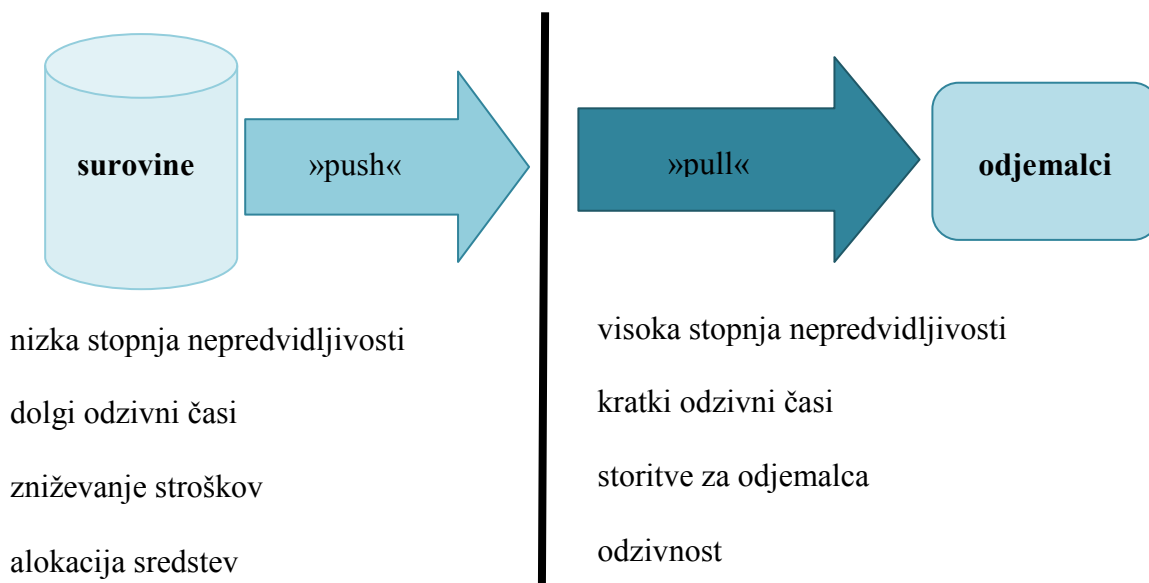 surovine
»push«
»pull«
odjemalci
nizka stopnja nepredvidljivosti
dolgi odzivni časi
zniževanje stroškov
alokacija sredstev
visoka stopnja nepredvidljivosti
kratki odzivni časi
storitve za odjemalca
odzivnost